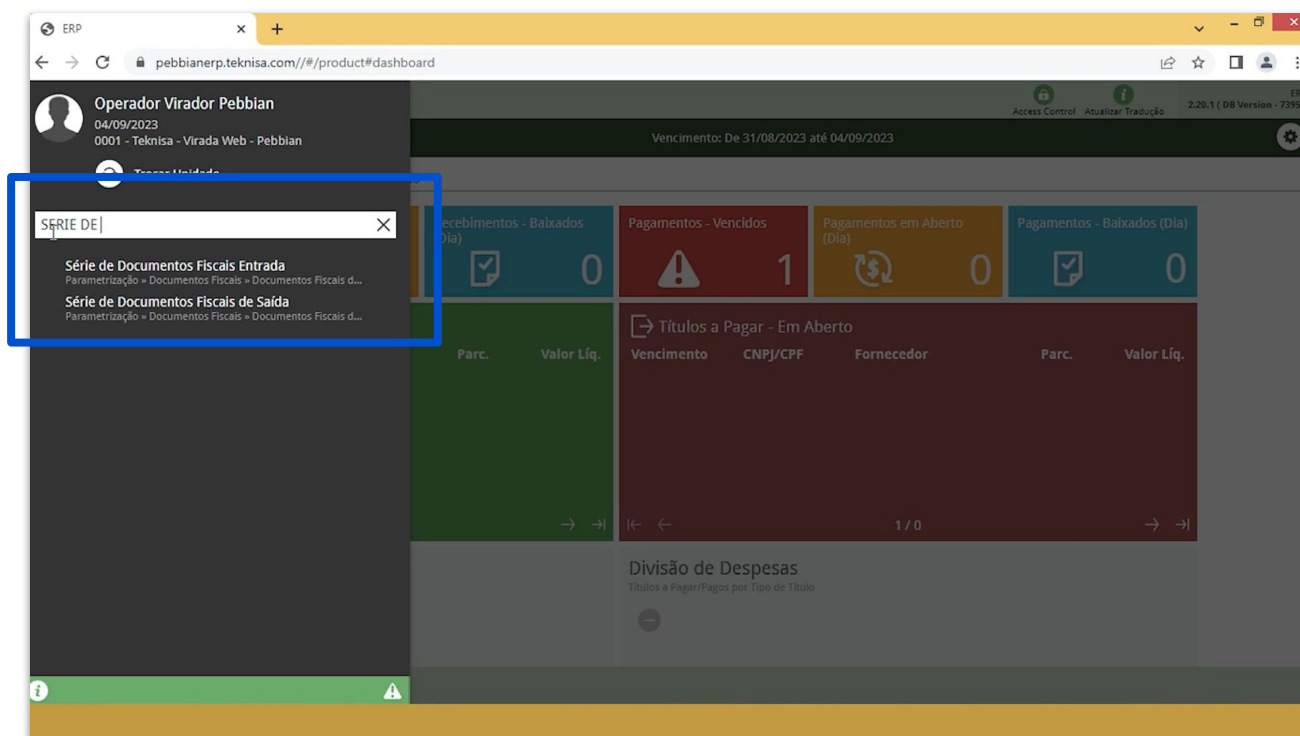 ERP
pebbianerp.teknisa.com//#/product#dashboard
Operador Virador Pebbian
04/09/2023
0001 - Teknisa - Virada Web - Pebbian
Trocar Unidade
SERIE DE
Série de Documentos Fiscais Entrada
Parametrização » Documentos Fiscais » Documentos Fiscais d...
Série de Documentos Fiscais de Saída
Parametrização » Documentos Fiscais » Documentos Fiscais d...
Access Control
Atualizar Tradução
2.20.1 ( DB Version - 7395
Vencimento: De 31/08/2023 até 04/09/2023
ecebimentos - Baixados
Dia)
0
Pagamentos - Vencidos
1
Pagamentos em Aberto
(Dia)
0
Pagamentos - Baixados (Dia)
0
Parc. Valor Líq.
Títulos a Pagar - Em Aberto
Vencimento CNPJ/CPF Fornecedor Parc. Valor Líq.
1 / 0
Divisão de Despesas
Títulos a Pagar/Pagos por Tipo de Título